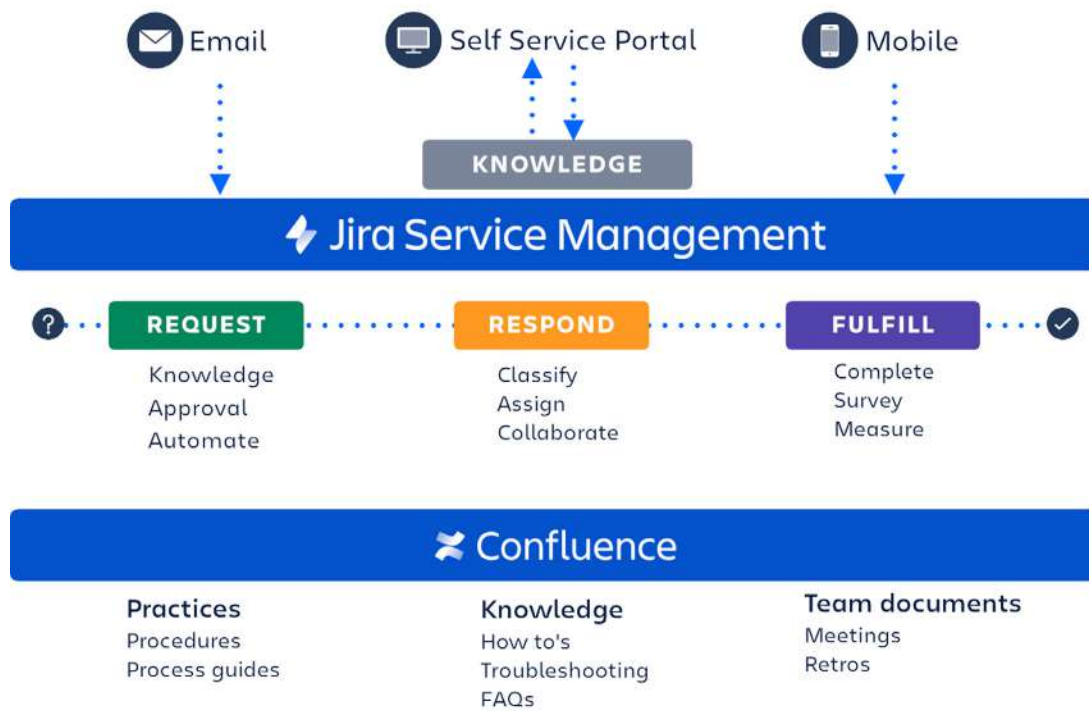 Email
Self Service Portal
Mobile
KNOWLEDGE
Jira Service Management
?
REQUEST
RESPOND
FULFILL
Knowledge
Approval
Automate
Classify
Assign
Collaborate
Complete
Survey
Measure
Confluence
Practices
Procedures
Process guides
Knowledge
How to's
Troubleshooting
FAQs
Team documents
Meetings
Retros